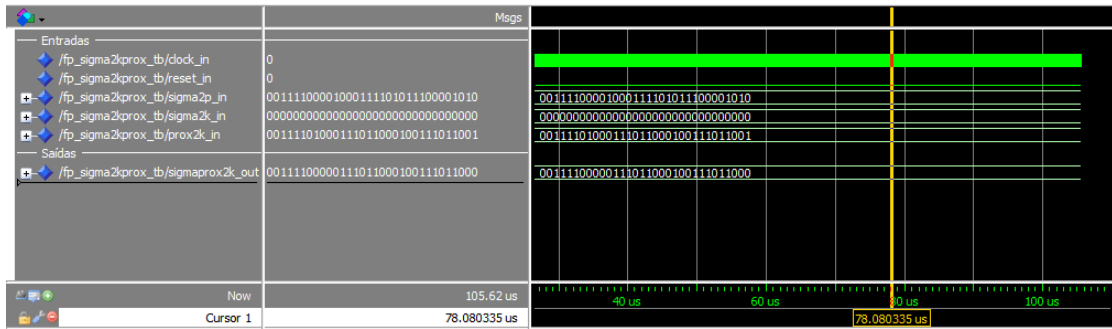 Msgs
Entradas
/fp_sigma2kprox_tb/clock_in 0
/fp_sigma2kprox_tb/reset_in 0
/fp_sigma2kprox_tb/sigma2p_in 00111100001000111101011100001010 00111100001000111101011100001010
/fp_sigma2kprox_tb/sigma2k_in 00000000000000000000000000000000 00000000000000000000000000000000
/fp_sigma2kprox_tb/prox2k_in 00111101000111011000100111011001 00111101000111011000100111011001
Saídas
/fp_sigma2kprox_tb/sigmaprox2k_out 00111100000111011000100111011000 00111100000111011000100111011000
Now 105.62 us 40 us 60 us 80 us 100 us
Cursor 1 78.080335 us 78.080335 us